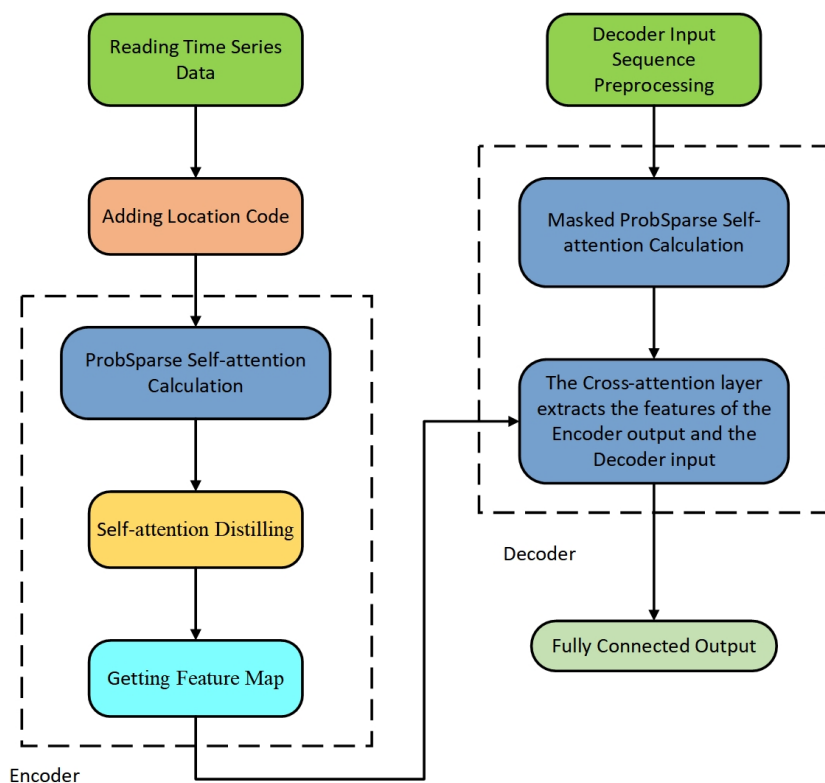 Reading Time Series
Data
Adding Location Code
ProbSparse Self-attention
Calculation
Self-attention Distilling
Getting Feature Map
Encoder
Decoder Input
Sequence
Preprocessing
Masked ProbSparse Self-
attention Calculation
The Cross-attention layer
extracts the features of the
Encoder output and the
Decoder input
Decoder
Fully Connected Output